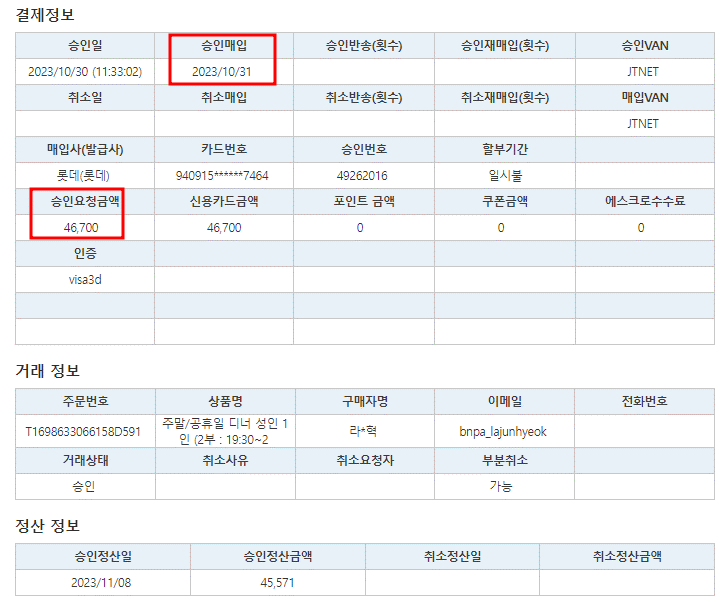 결제정보
승인일 승인매입 승인반송(횟수) 승인재매입(횟수) 승인VAN
2023/10/30 (11:33:02) 2023/10/31 JTNET
취소일 취소매입 취소반송(횟수) 취소재매입(횟수) 매입VAN
JTNET
매입사(발급사) 카드번호 승인번호 할부기간
롯데(롯데) 940915******7464 49262016 일시불
승인요청금액 신용카드금액 포인트 금액 쿠폰금액 에스크로수수료
46,700 46,700 0 0 0
인증
visa3d
거래 정보
주문번호 상품명 구매자명 이메일 전화번호
T1698633066158D591 주말/공휴일 디너 성인 1 라*혁 bnpa_lajunhyeok
인 (2부 : 19:30~2
거래상태 취소사유 취소요청자 부분취소
승인 가능
정산 정보
승인정산일 승인정산금액 취소정산일 취소정산금액
2023/11/08 45,571